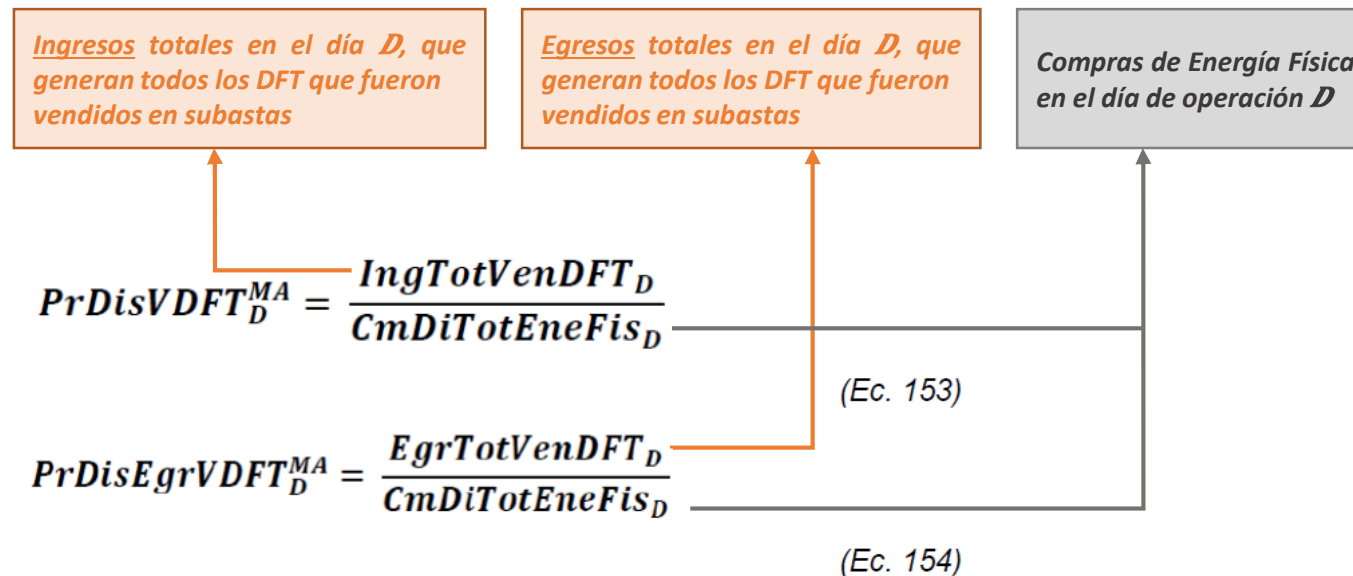 Ingresos totales en el día D, que
generan todos los DFT que fueron
vendidos en subastas
Egresos totales en el día D, que
generan todos los DFT que fueron
vendidos en subastas
Compras de Energía Física
en el día de operación D
PrDisVDFT_D^{MA} = \frac{IngTotVenDFT_D}{CmDiTotEneFis_D}
(Ec. 153)
PrDisEgrVDFT_D^{MA} = \frac{EgrTotVenDFT_D}{CmDiTotEneFis_D}
(Ec. 154)